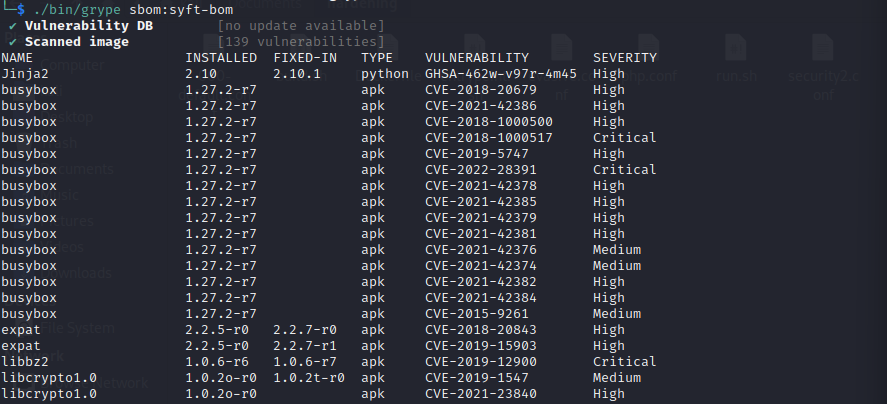 └─$ ./bin/grype sbom:syft-bom
✔ Vulnerability DB [no update available]
✔ Scanned image [139 vulnerabilities]
NAME INSTALLED FIXED-IN TYPE VULNERABILITY SEVERITY
Jinja2 2.10 2.10.1 python GHSA-462w-v97r-4m45 High
busybox 1.27.2-r7 apk CVE-2018-20679 High
busybox 1.27.2-r7 apk CVE-2021-42386 High
busybox 1.27.2-r7 apk CVE-2018-1000500 High
busybox 1.27.2-r7 apk CVE-2018-1000517 Critical
busybox 1.27.2-r7 apk CVE-2019-5747 High
busybox 1.27.2-r7 apk CVE-2022-28391 Critical
busybox 1.27.2-r7 apk CVE-2021-42378 High
busybox 1.27.2-r7 apk CVE-2021-42385 High
busybox 1.27.2-r7 apk CVE-2021-42379 High
busybox 1.27.2-r7 apk CVE-2021-42381 High
busybox 1.27.2-r7 apk CVE-2021-42376 Medium
busybox 1.27.2-r7 apk CVE-2021-42374 Medium
busybox 1.27.2-r7 apk CVE-2021-42382 High
busybox 1.27.2-r7 apk CVE-2021-42384 High
busybox 1.27.2-r7 apk CVE-2015-9261 Medium
expat 2.2.5-r0 2.2.7-r0 apk CVE-2018-20843 High
expat 2.2.5-r0 2.2.7-r1 apk CVE-2019-15903 High
libbz2 1.0.6-r6 1.0.6-r7 apk CVE-2019-12900 Critical
libcrypto1.0 1.0.2o-r0 1.0.2t-r0 apk CVE-2019-1547 Medium
libcrypto1.0 1.0.2o-r0 apk CVE-2021-23840 High